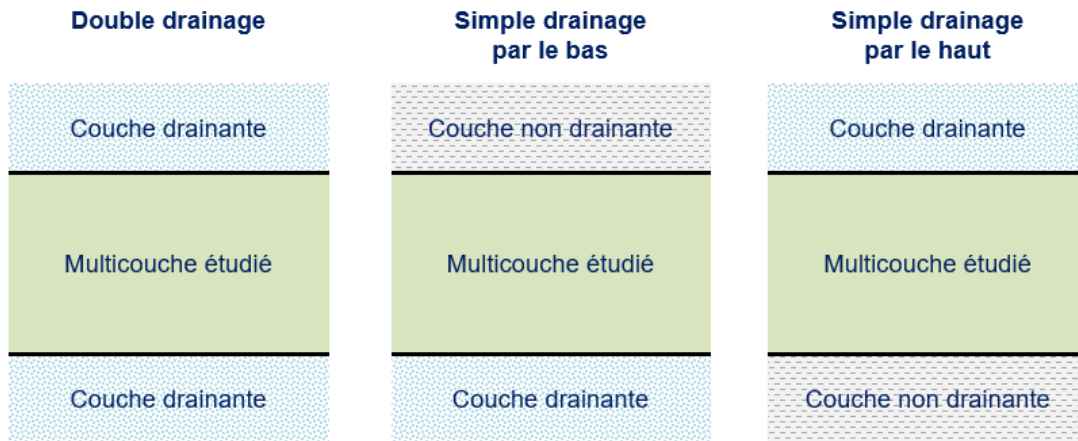 Double drainage
Couche drainante
Multicouche étudié
Couche drainante
Simple drainage
par le bas
Couche non drainante
Multicouche étudié
Couche drainante
Simple drainage
par le haut
Couche drainante
Multicouche étudié
Couche non drainante